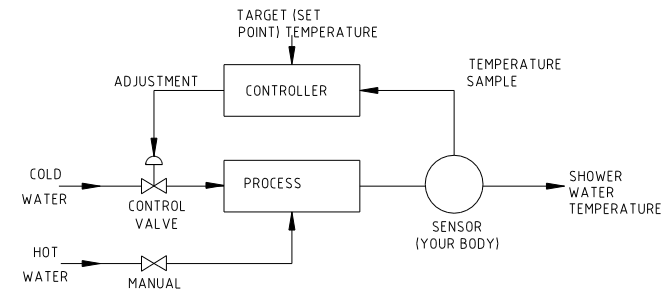 TARGET (SET
POINT) TEMPERATURE
TEMPERATURE
SAMPLE
ADJUSTMENT
CONTROLLER
COLD
WATER
CONTROL
VALVE
PROCESS
SHOWER
WATER
TEMPERATURE
SENSOR
(YOUR BODY)
HOT
WATER
MANUAL